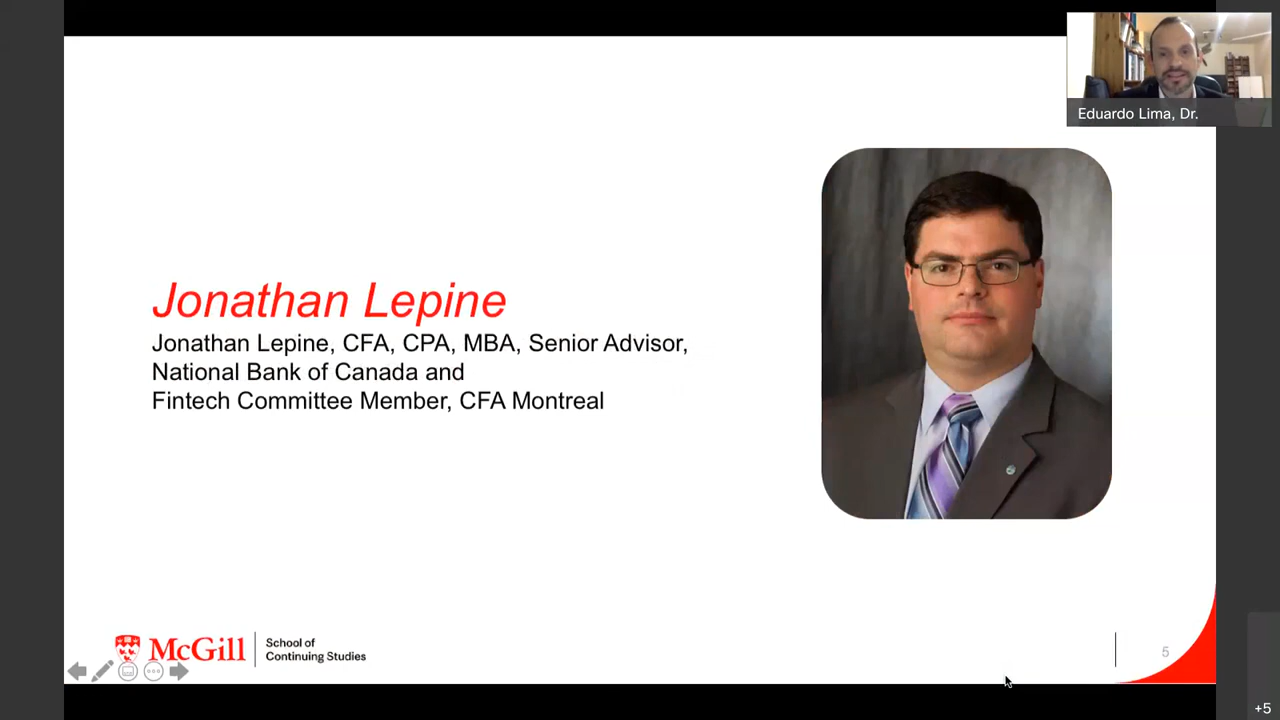 Eduardo Lima, Dr.
Jonathan Lepine
Jonathan Lepine, CFA, CPA, MBA, Senior Advisor,
National Bank of Canada and
Fintech Committee Member, CFA Montreal
McGill
School of
Continuing Studies
5
+5